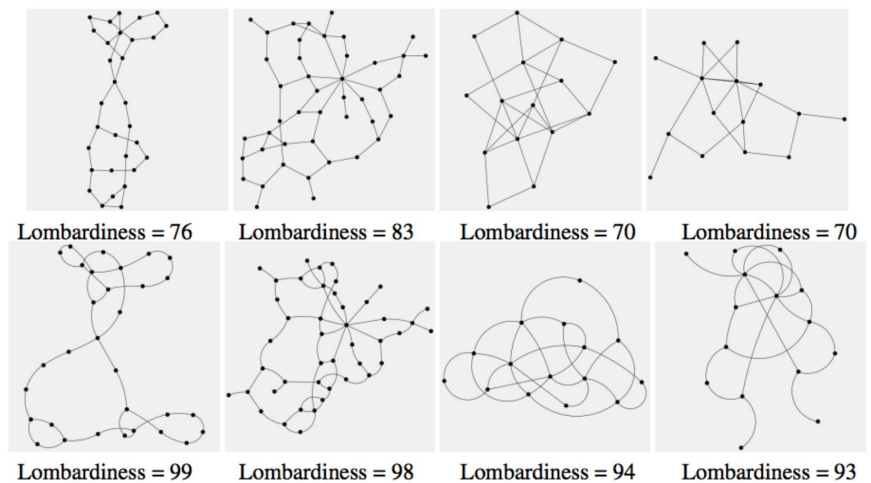 Lombardiness = 76
Lombardiness = 83
Lombardiness = 70
Lombardiness = 70
Lombardiness = 99
Lombardiness = 98
Lombardiness = 94
Lombardiness = 93